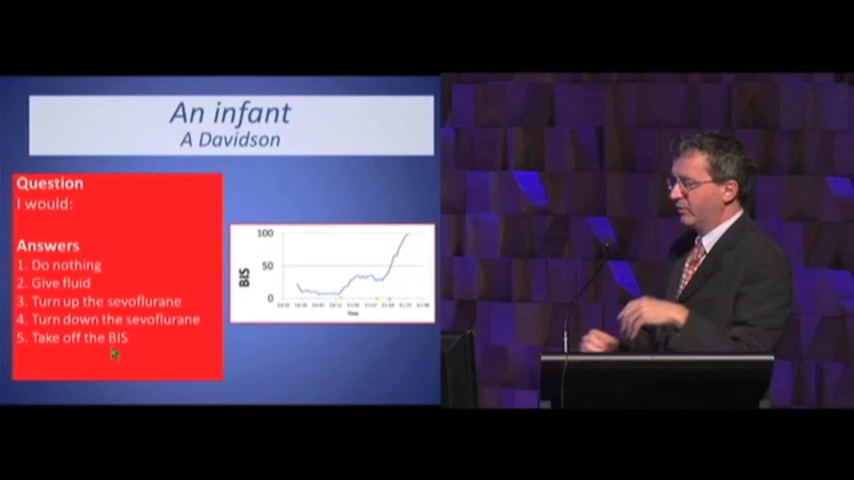 An infant
A Davidson
Question
I would:
Answers
1. Do nothing
2. Give fluid
3. Turn up the sevoflurane
4. Turn down the sevoflurane
5. Take off the BIS
100
50
0
BIS
Time